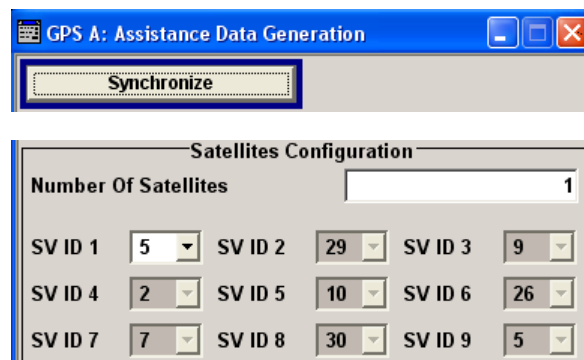 GPS A: Assistance Data Generation
Synchronize
Satellites Configuration
Number Of Satellites 1
SV ID 1 5 SV ID 2 29 SV ID 3 9
SV ID 4 2 SV ID 5 10 SV ID 6 26
SV ID 7 7 SV ID 8 30 SV ID 9 5